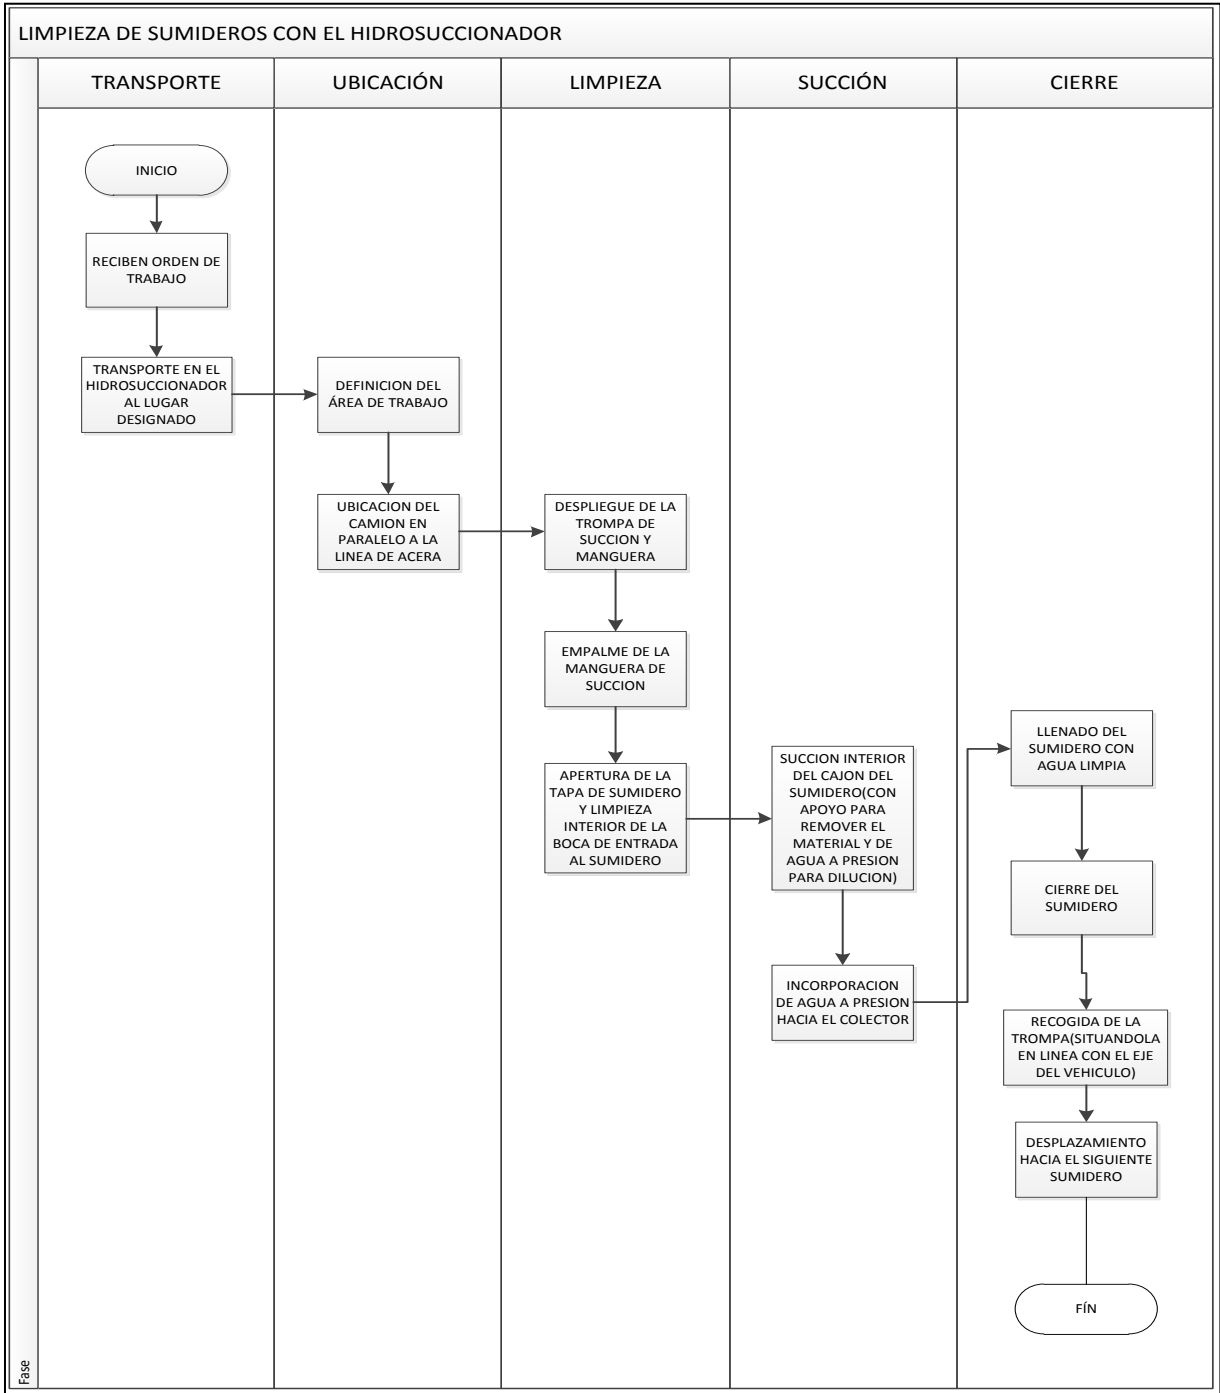 LIMPIEZA DE SUMIDEROS CON EL HIDROSUCCIONADOR
TRANSPORTE
UBICACIÓN
LIMPIEZA
SUCCIÓN
CIERRE
INICIO
RECIBEN ORDEN DE
TRABAJO
TRANSPORTE EN EL
HIDROSUCCIONADOR
AL LUGAR
DESIGNADO
DEFINICION DEL
ÁREA DE TRABAJO
UBICACION DEL
CAMION EN
PARALELO A LA
LINEA DE ACERA
DESPLIEGUE DE LA
TROMPA DE
SUCCION Y
MANGUERA
EMPALME DE LA
MANGUERA DE
SUCCION
APERTURA DE LA
TAPA DE SUMIDERO
Y LIMPIEZA
INTERIOR DE LA
BOCA DE ENTRADA
AL SUMIDERO
SUCCION INTERIOR
DEL CAJON DEL
SUMIDERO(CON
APOYO PARA
REMOVER EL
MATERIAL Y DE
AGUA A PRESION
PARA DILUCION)
INCORPORACION
DE AGUA A PRESION
HACIA EL COLECTOR
LLENADO DEL
SUMIDERO CON
AGUA LIMPIA
CIERRE DEL
SUMIDERO
RECOGIDA DE LA
TROMPA(SITUANDOLA
EN LINEA CON EL EJE
DEL VEHICULO)
DESPLAZAMIENTO
HACIA EL SIGUIENTE
SUMIDERO
FÍN
Fase